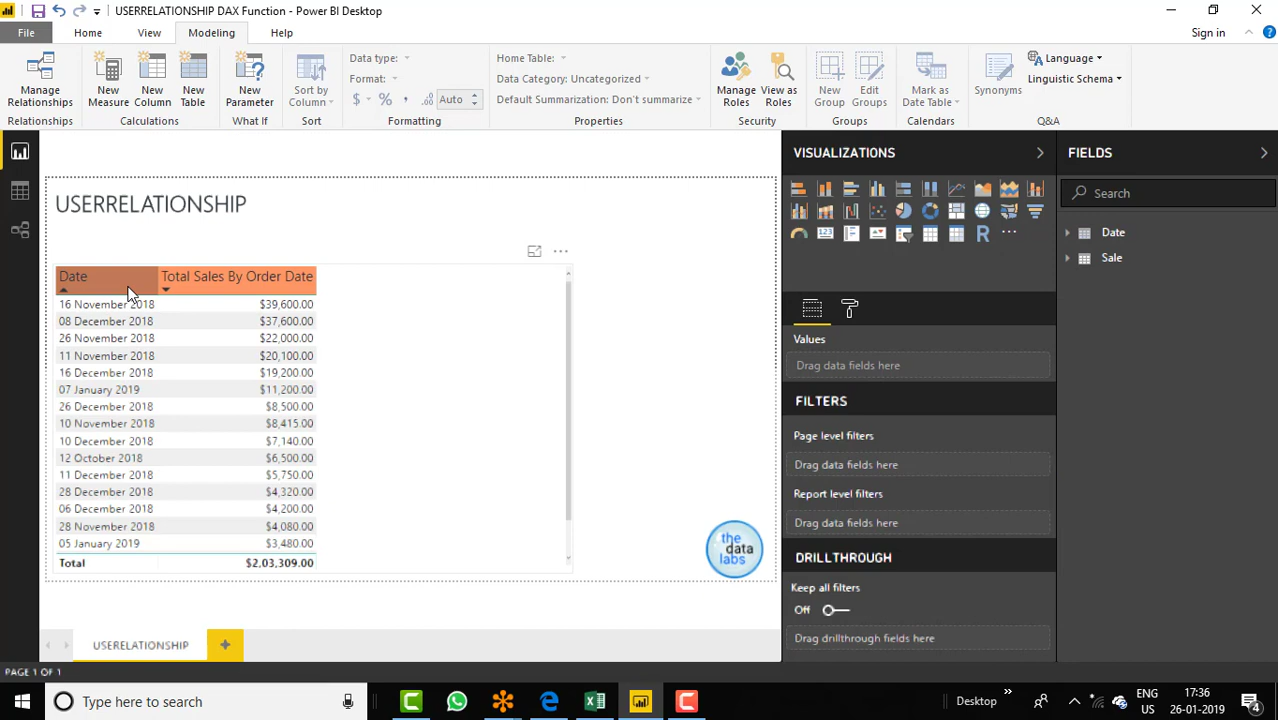 USERRELATIONSHIP DAX Function - Power BI Desktop
File Home View Modeling Help Sign in
Manage Relationships
New Measure
New Column
New Table
New Parameter
Sort by Column
Data type:
Format:
$ % , .00 Auto
Home Table:
Data Category: Uncategorized
Default Summarization: Don't summarize
Manage Roles
View as Roles
New Group
Edit Groups
Mark as Date Table
Synonyms
Language
Linguistic Schema
Relationships Calculations What If Sort Formatting Properties Security Groups Calendars Q&A
USERRELATIONSHIP
Date Total Sales By Order Date
16 November 2018 $39,600.00
08 December 2018 $37,600.00
26 November 2018 $22,000.00
11 November 2018 $20,100.00
16 December 2018 $19,200.00
07 January 2019 $11,200.00
26 December 2018 $8,500.00
10 November 2018 $8,415.00
10 December 2018 $7,140.00
12 October 2018 $6,500.00
11 December 2018 $5,750.00
28 December 2018 $4,320.00
06 December 2018 $4,200.00
28 November 2018 $4,080.00
05 January 2019 $3,480.00
Total $2,03,309.00
the
data
labs
VISUALIZATIONS
R
Values
Drag data fields here
FILTERS
Page level filters
Drag data fields here
Report level filters
Drag data fields here
DRILLTHROUGH
Keep all filters
Off
Drag drillthrough fields here
FIELDS
Search
Date
Sale
USERRELATIONSHIP
PAGE 1 OF 1
Type here to search
Desktop
ENG
US
17:36
26-01-2019
4